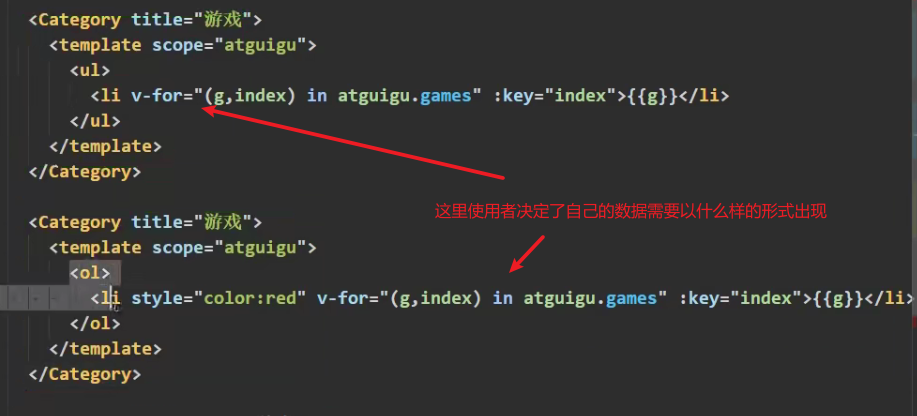 <Category title="游戏">
<template scope="atguigu">
<ul>
<li v-for="(g,index) in atguigu.games" :key="index">{{g}}</li>
</ul>
</template>
</Category>
这里使用者决定了自己的数据需要以什么样的形式出现
<Category title="游戏">
<template scope="atguigu">
<ol>
<li style="color:red" v-for="(g,index) in atguigu.games" :key="index">{{g}}</li>
</ol>
</template>
</Category>